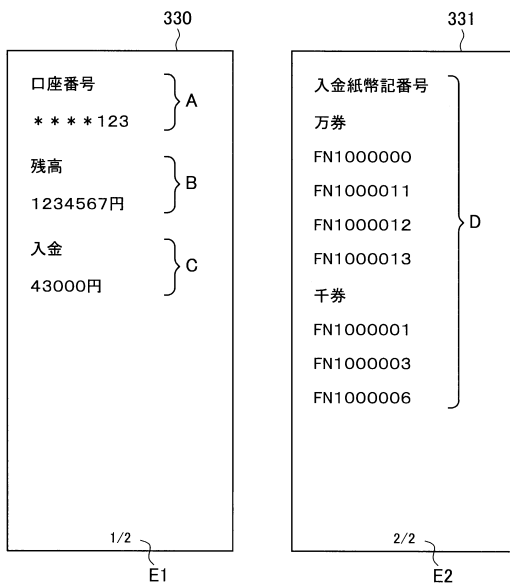 330
口座番号
A
＊＊＊＊123
残高
B
1234567円
入金
C
43000円
1/2
E1
331
入金紙幣記番号
万券
FN1000000
FN1000011
FN1000012
D
FN1000013
千券
FN1000001
FN1000003
FN1000006
2/2
E2